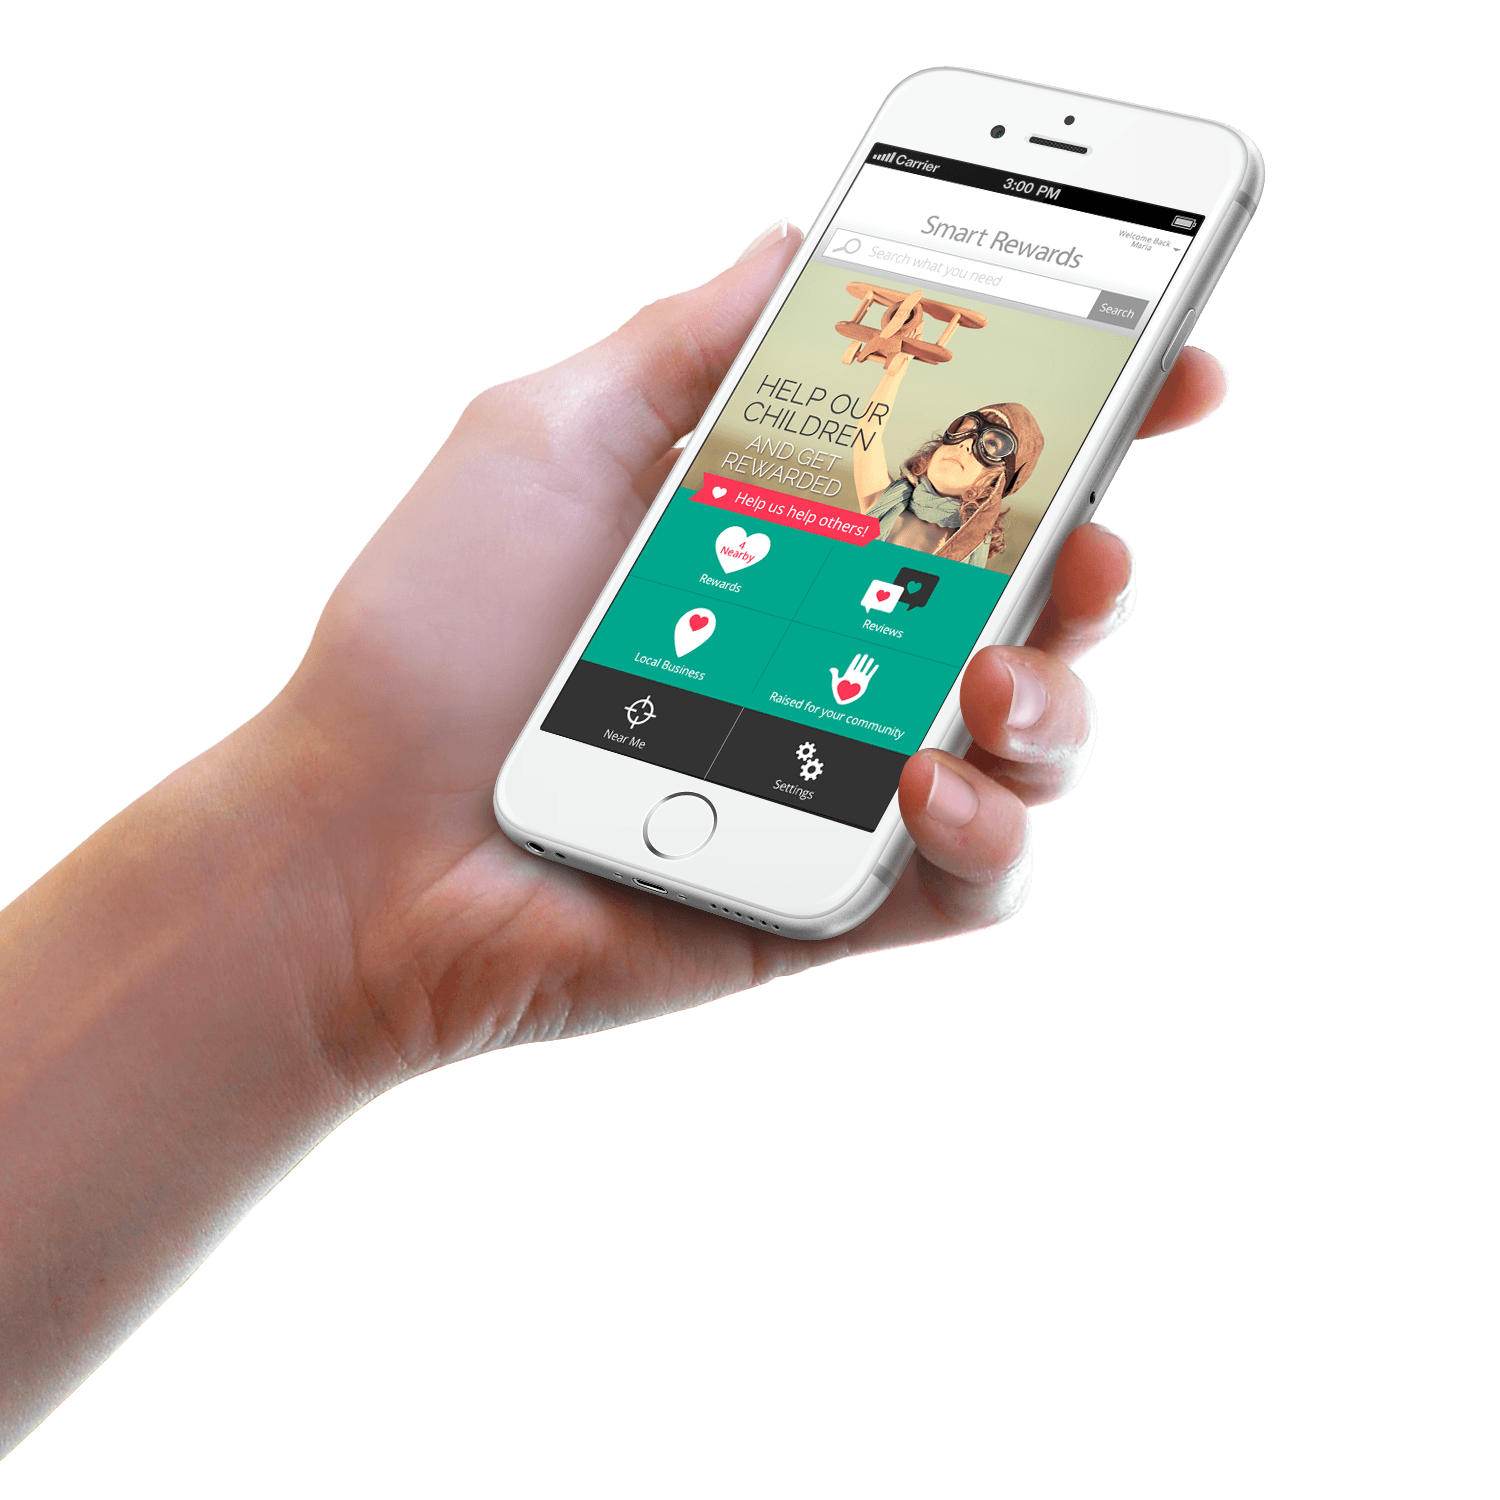 Carrier
3:00 PM
Smart Rewards
Welcome Back
Maria
Search what you need
Search
HELP OUR
CHILDREN
AND GET
REWARDED
Help us help others!
4
Nearby
Rewards
Reviews
Local Business
Raised for your community
Near Me
Settings